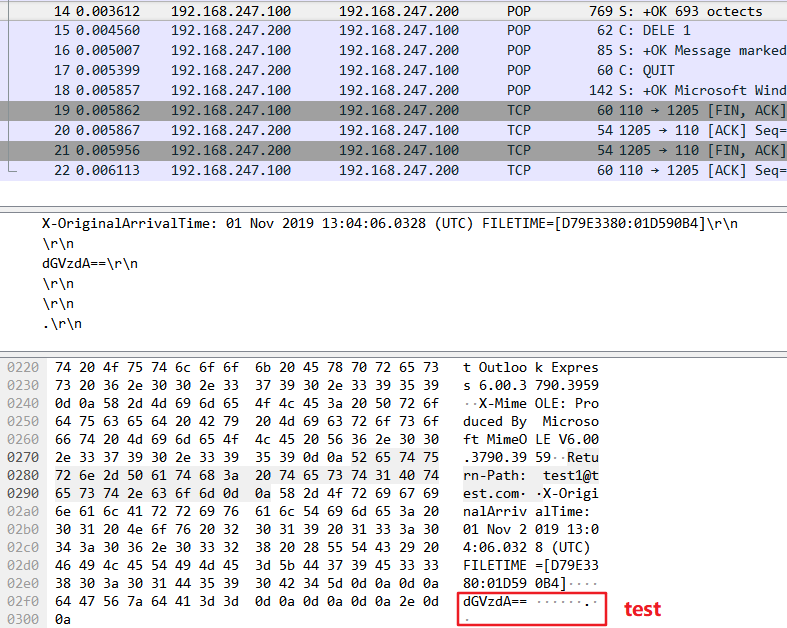 14 0.003612 192.168.247.100 192.168.247.200 POP 769 S: +OK 693 octects
15 0.004560 192.168.247.200 192.168.247.100 POP 62 C: DELE 1
16 0.005007 192.168.247.100 192.168.247.200 POP 85 S: +OK Message marked
17 0.005399 192.168.247.200 192.168.247.100 POP 60 C: QUIT
18 0.005857 192.168.247.100 192.168.247.200 POP 142 S: +OK Microsoft Wind
19 0.005862 192.168.247.100 192.168.247.200 TCP 60 110 → 1205 [FIN, ACK]
20 0.005867 192.168.247.200 192.168.247.100 TCP 54 1205 → 110 [ACK] Seq=
21 0.005956 192.168.247.200 192.168.247.100 TCP 54 1205 → 110 [FIN, ACK]
22 0.006113 192.168.247.100 192.168.247.200 TCP 60 110 → 1205 [ACK] Seq=
X-OriginalArrivalTime: 01 Nov 2019 13:04:06.0328 (UTC) FILETIME=[D79E3380:01D590B4]\r\n
\r\n
dGVzdA==\r\n
\r\n
\r\n
.\r\n
0220 74 20 4f 75 74 6c 6f 6f 6b 20 45 78 70 72 65 73 t Outloo k Expres
0230 73 20 36 2e 30 30 2e 33 37 39 30 2e 33 39 35 39 s 6.00.3 790.3959
0240 0d 0a 58 2d 4d 69 6d 65 4f 4c 45 3a 20 50 72 6f ··X-Mime OLE: Pro
0250 64 75 63 65 64 20 42 79 20 4d 69 63 72 6f 73 6f duced By Microso
0260 66 74 20 4d 69 6d 65 4f 4c 45 20 56 36 2e 30 30 ft MimeO LE V6.00
0270 2e 33 37 39 30 2e 33 39 35 39 0d 0a 52 65 74 75 .3790.39 59··Retu
0280 72 6e 2d 50 61 74 68 3a 20 74 65 73 74 31 40 74 rn-Path: test1@t
0290 65 73 74 2e 63 6f 6d 0d 0a 58 2d 4f 72 69 67 69 est.com· ·X-Origi
02a0 6e 61 6c 41 72 72 69 76 61 6c 54 69 6d 65 3a 20 nalArriv alTime:
02b0 30 31 20 4e 6f 76 20 32 30 31 39 20 31 33 3a 30 01 Nov 2 019 13:0
02c0 34 3a 30 36 2e 30 33 32 38 20 28 55 54 43 29 20 4:06.032 8 (UTC)
02d0 46 49 4c 45 54 49 4d 45 3d 5b 44 37 39 45 33 33 FILETIME =[D79E33
02e0 38 30 3a 30 31 44 35 39 30 42 34 5d 0d 0a 0d 0a 80:01D59 0B4]····
02f0 64 47 56 7a 64 41 3d 3d 0d 0a 0d 0a 0d 0a 2e 0d dGVzdA== ······.·
0300 0a ·
test